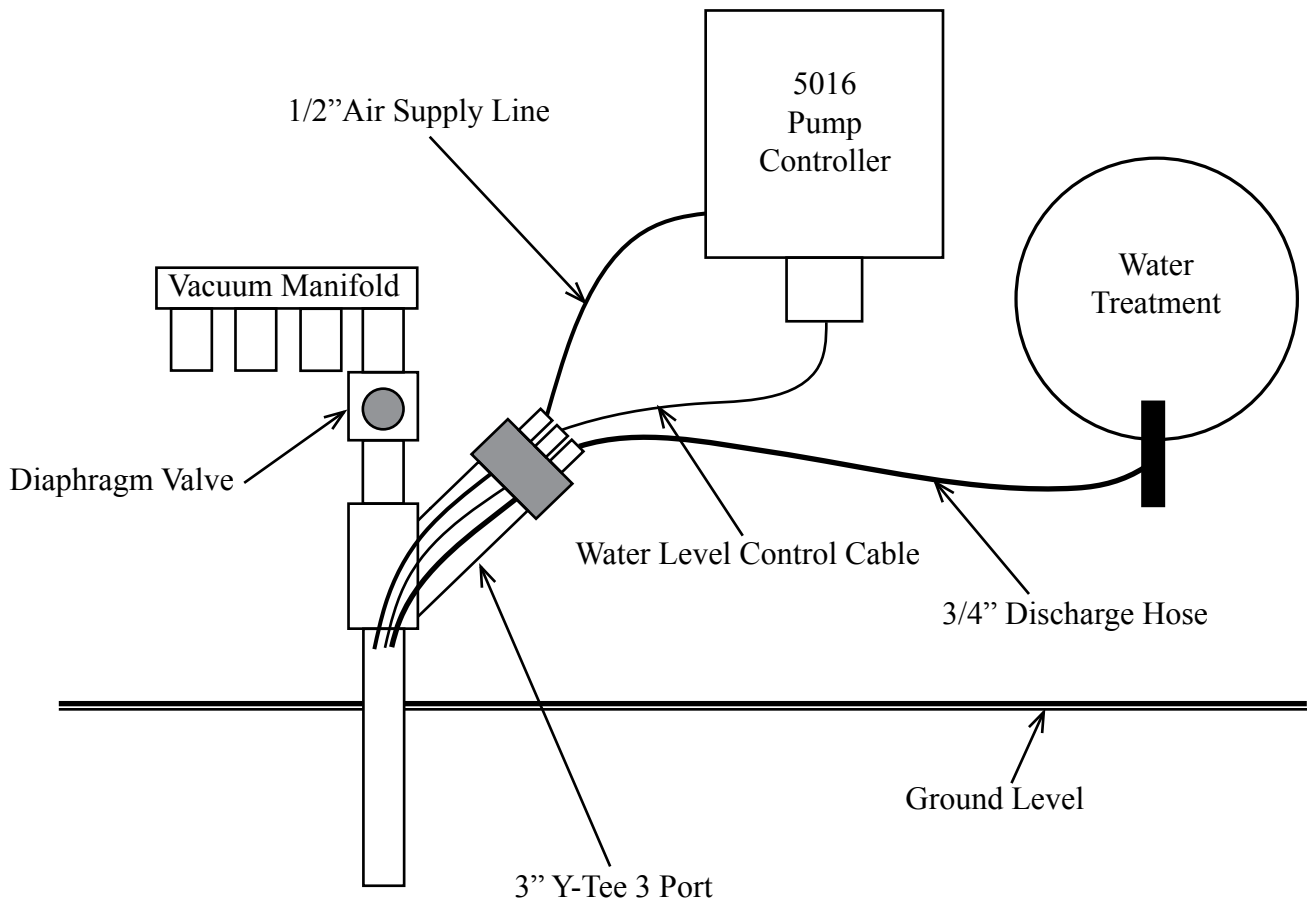 5016
Pump
Controller
1/2”Air Supply Line
Water
Treatment
Vacuum Manifold
Diaphragm Valve
Water Level Control Cable
3/4” Discharge Hose
Ground Level
3” Y-Tee 3 Port